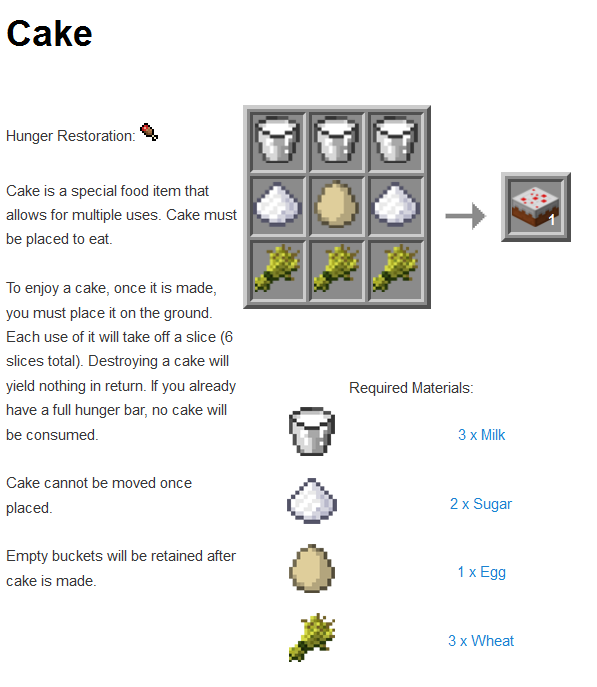 Cake
Hunger Restoration:
Cake is a special food item that
allows for multiple uses. Cake must
be placed to eat.
To enjoy a cake, once it is made,
you must place it on the ground.
Each use of it will take off a slice (6
slices total). Destroying a cake will
yield nothing in return. If you already
have a full hunger bar, no cake will
be consumed.
Cake cannot be moved once
placed.
Empty buckets will be retained after
cake is made.
1
Required Materials:
3 x Milk
2 x Sugar
1 x Egg
3 x Wheat